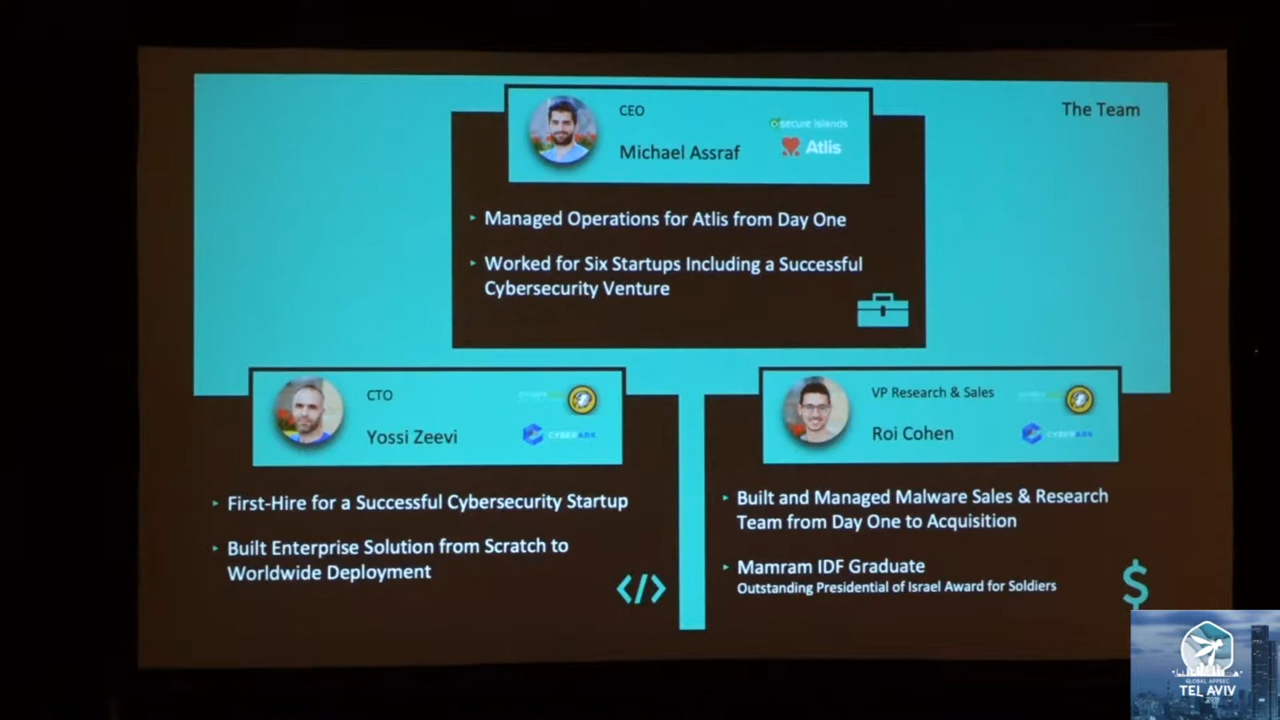 The Team
CEO
Michael Assraf
secure islands
Atlis
Managed Operations for Atlis from Day One
Worked for Six Startups Including a Successful
Cybersecurity Venture
CTO
Yossi Zeevi
CYBERARK
First-Hire for a Successful Cybersecurity Startup
Built Enterprise Solution from Scratch to
Worldwide Deployment
</>
VP Research & Sales
Roi Cohen
CYBERARK
Built and Managed Malware Sales & Research
Team from Day One to Acquisition
Mamram IDF Graduate
Outstanding Presidential of Israel Award for Soldiers
$
GLOBAL APPSEC
TEL AVIV